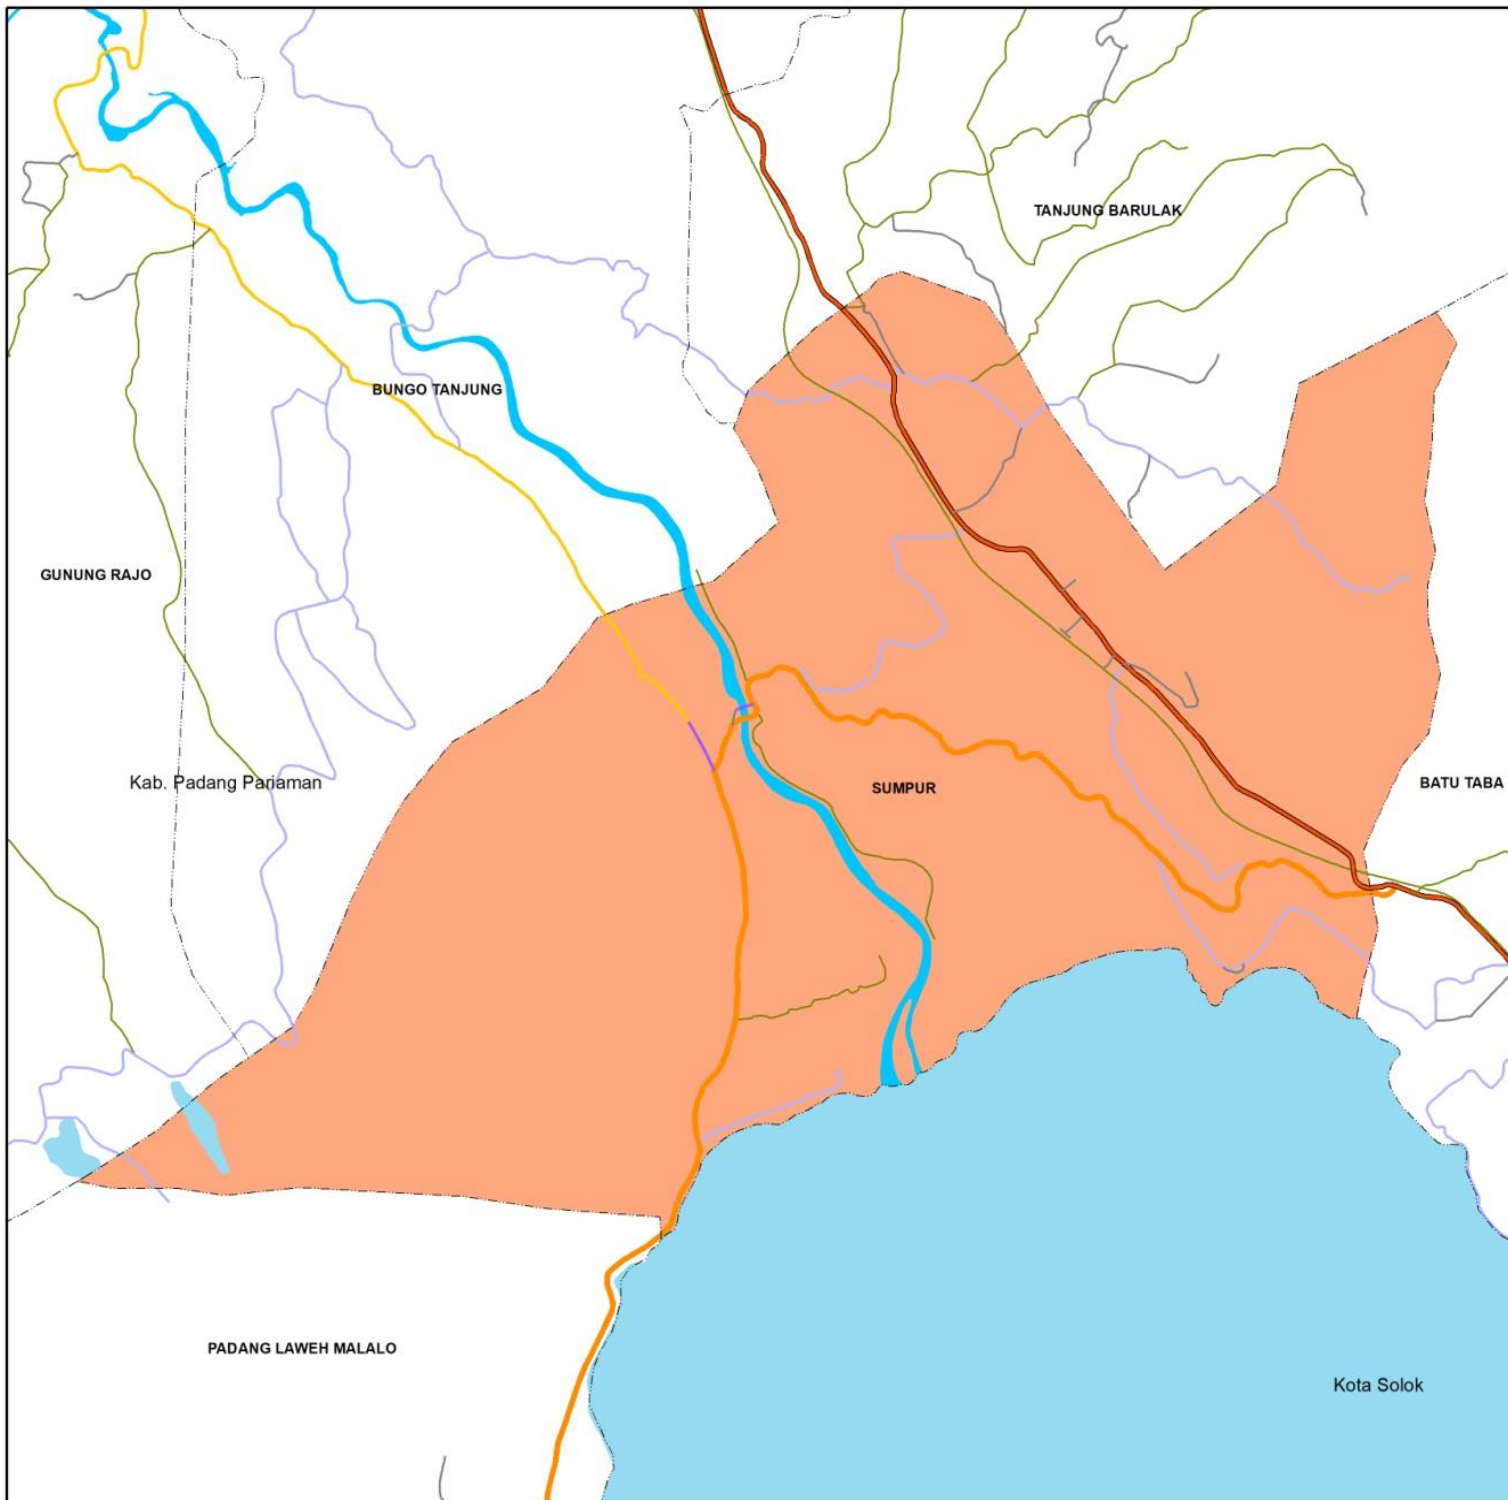 TANJUNG BARULAK
BUNGO TANJUNG
GUNUNG RAJO
Kab. Padang Pariaman
SUMPUR
BATU TABA
PADANG LAWEH MALALO
Kota Solok